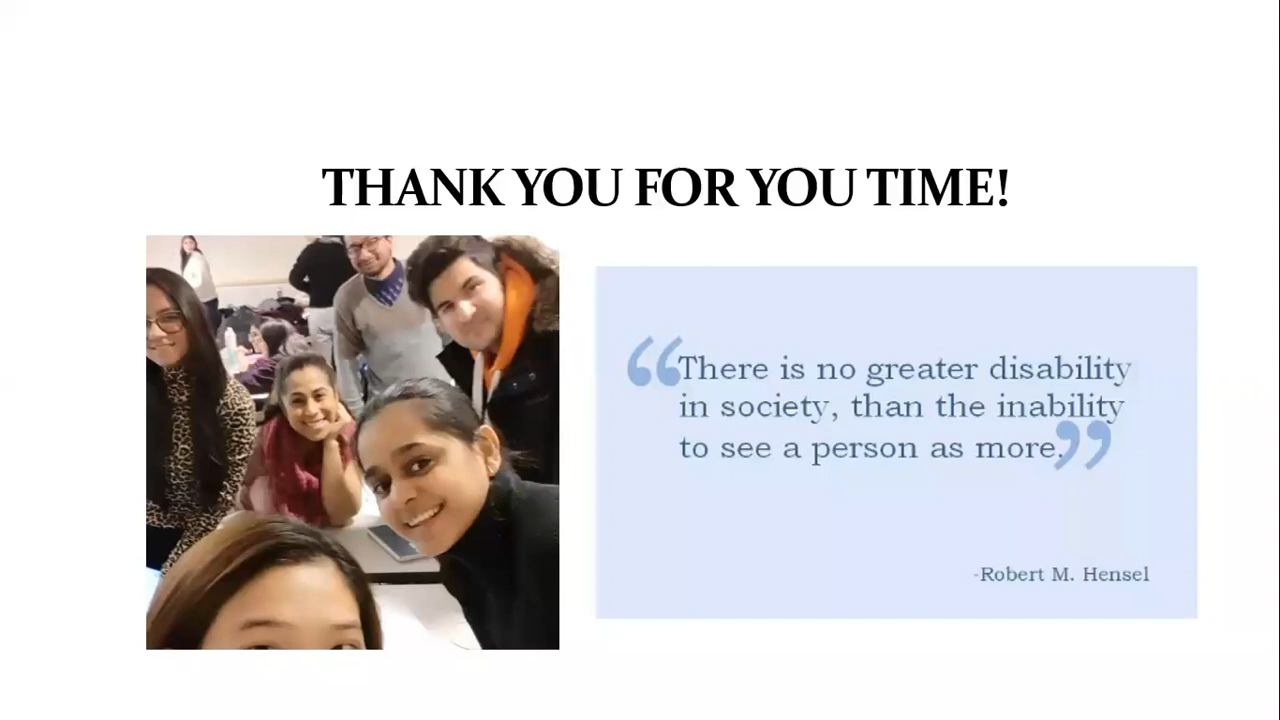 THANK YOU FOR YOU TIME!
“There is no greater disability
in society, than the inability
to see a person as more.”
-Robert M. Hensel